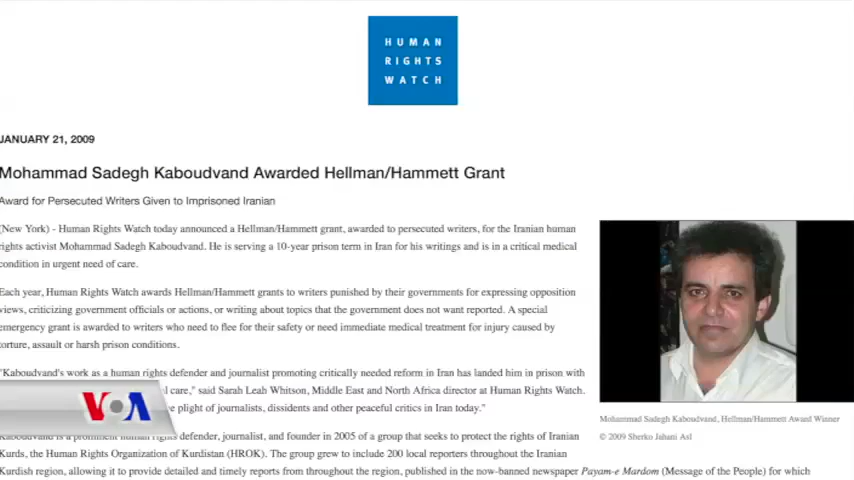 HUMAN
RIGHTS
WATCH
JANUARY 21, 2009
Mohammad Sadegh Kaboudvand Awarded Hellman/Hammett Grant
Award for Persecuted Writers Given to Imprisoned Iranian
(New York) - Human Rights Watch today announced a Hellman/Hammett grant, awarded to persecuted writers, for the Iranian human
rights activist Mohammad Sadegh Kaboudvand. He is serving a 10-year prison term in Iran for his writings and is in a critical medical
condition in urgent need of care.
Each year, Human Rights Watch awards Hellman/Hammett grants to writers punished by their governments for expressing opposition
views, criticizing government officials or actions, or writing about topics that the government does not want reported. A special
emergency grant is awarded to writers who need to flee for their safety or need immediate medical treatment for injury caused by
torture, assault or harsh prison conditions.
"Kaboudvand's work as a human rights defender and journalist promoting critically needed reform in Iran has landed him in prison with
al care," said Sarah Leah Whitson, Middle East and North Africa director at Human Rights Watch.
e plight of journalists, dissidents and other peaceful critics in Iran today."
VOA
Kaboudvand is a prominent human rights defender, journalist, and founder in 2005 of a group that seeks to protect the rights of Iranian
Kurds, the Human Rights Organization of Kurdistan (HROK). The group grew to include 200 local reporters throughout the Iranian
Kurdish region, allowing it to provide detailed and timely reports from throughout the region, published in the now-banned newspaper Payam-e Mardom (Message of the People) for which
Mohammad Sadegh Kaboudvand, Hellman/Hammett Award Winner
© 2009 Sherko Jahani Asl